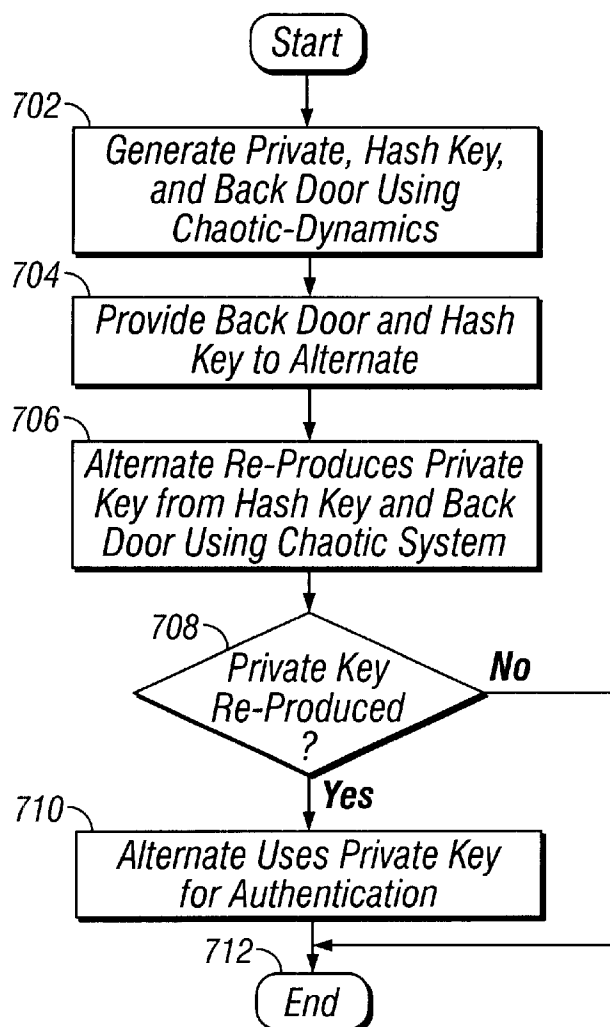 Start
702
Generate Private, Hash Key,
and Back Door Using
Chaotic-Dynamics
704
Provide Back Door and Hash
Key to Alternate
706
Alternate Re-Produces Private
Key from Hash Key and Back
Door Using Chaotic System
708
Private Key
Re-Produced
?
No
Yes
710
Alternate Uses Private Key
for Authentication
712
End